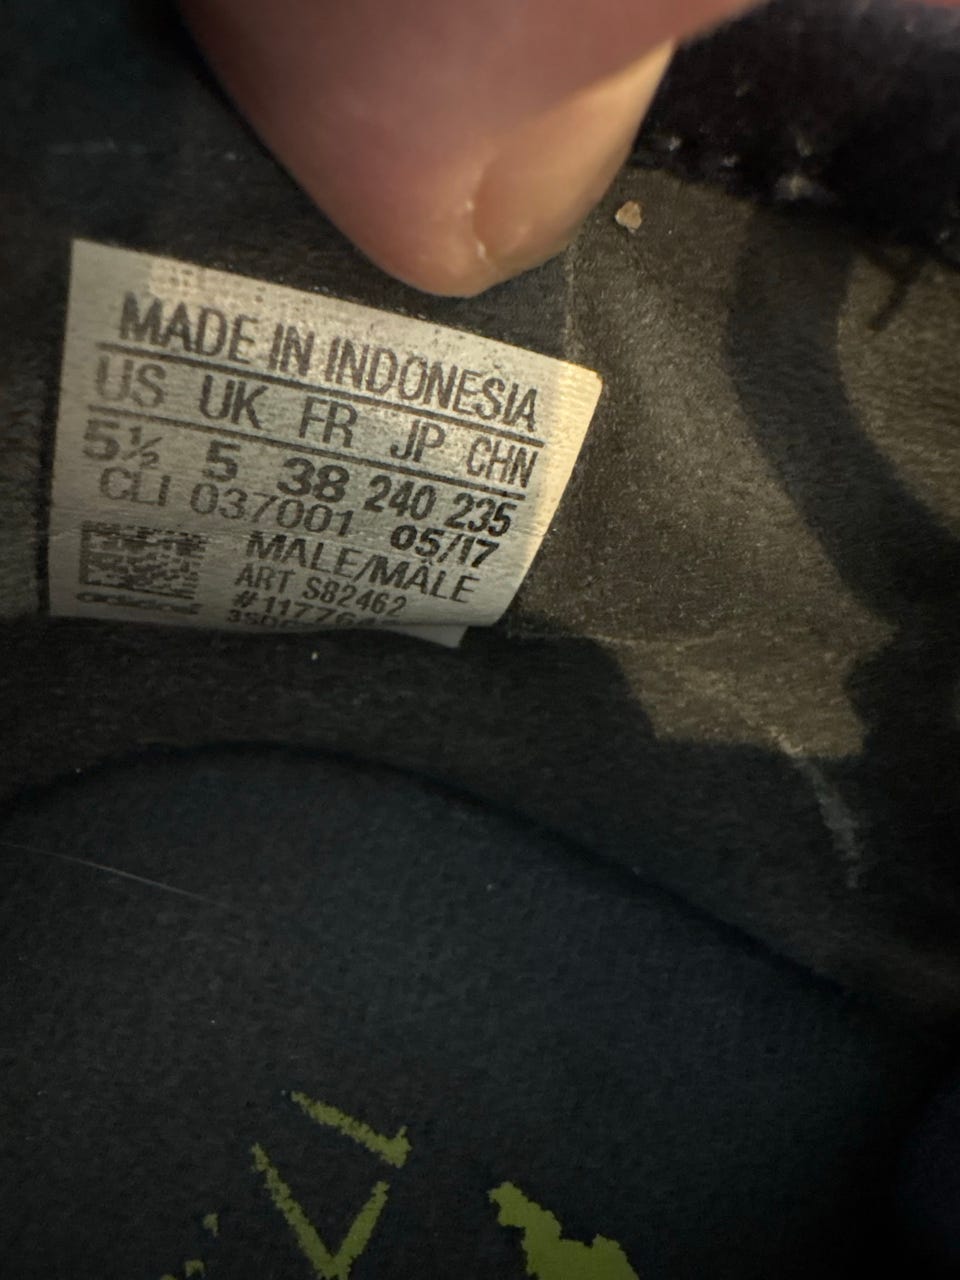 MADE IN INDONESIA
US UK FR JP CHN
5½ 5 38 240 235
CLI 037001 05/17
MALE/MÂLE
ART S82462
adidas